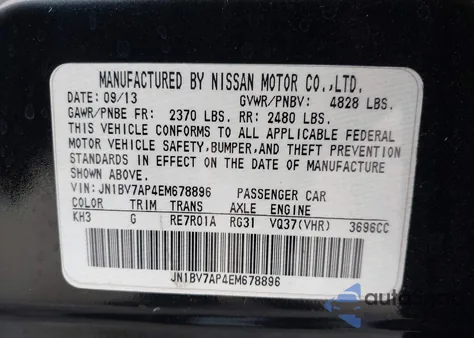 MANUFACTURED BY NISSAN MOTOR CO.,LTD.
DATE: 09/13 GVWR/PNBV: 4828 LBS.
GAWR/PNBE FR: 2370 LBS. RR: 2480 LBS.
THIS VEHICLE CONFORMS TO ALL APPLICABLE FEDERAL
MOTOR VEHICLE SAFETY,BUMPER,AND THEFT PREVENTION
STANDARDS IN EFFECT ON THE DATE OF MANUFACTURE
SHOWN ABOVE.
VIN: JN1BV7AP4EM678896 PASSENGER CAR
COLOR TRIM TRANS AXLE ENGINE
KH3 G RE7R01A RG31 VQ37(VHR) 3696CC
JN1BV7AP4EM678896